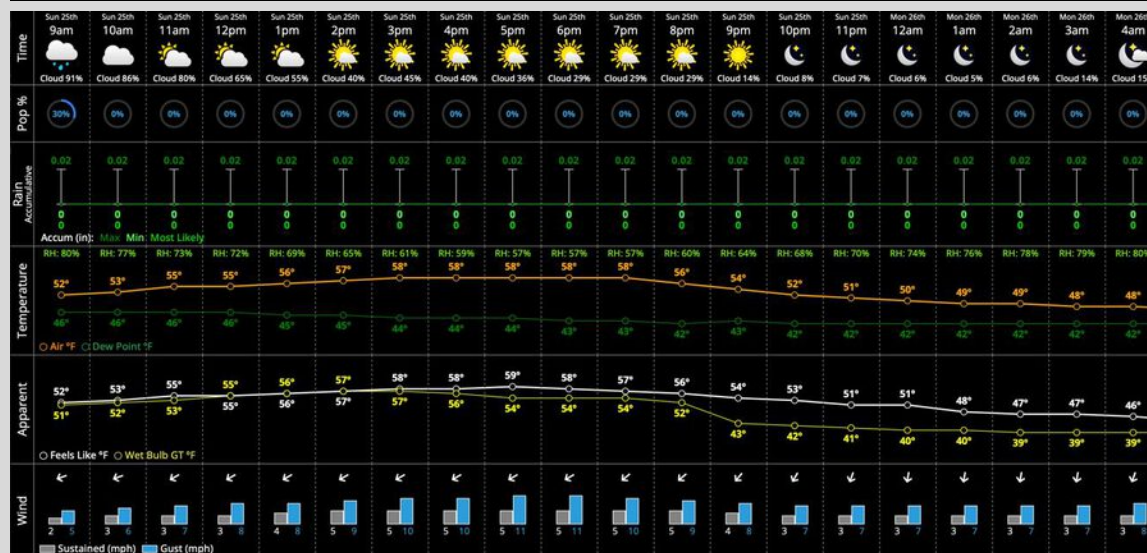 Time
Sun 25th Sun 25th Sun 25th Sun 25th Sun 25th Sun 25th Sun 25th Sun 25th Sun 25th Sun 25th Sun 25th Sun 25th Sun 25th Sun 25th Sun 25th Mon 26th Mon 26th Mon 26th Mon 26th Mon 26th
9am 10am 11am 12pm 1pm 2pm 3pm 4pm 5pm 6pm 7pm 8pm 9pm 10pm 11pm 12am 1am 2am 3am 4am
Cloud 91% Cloud 86% Cloud 80% Cloud 65% Cloud 55% Cloud 40% Cloud 45% Cloud 40% Cloud 36% Cloud 29% Cloud 29% Cloud 29% Cloud 14% Cloud 8% Cloud 7% Cloud 6% Cloud 5% Cloud 6% Cloud 14% Cloud 15
Pop %
30% 0% 0% 0% 0% 0% 0% 0% 0% 0% 0% 0% 0% 0% 0% 0% 0% 0% 0% 0%
Rain
Accumulative
0.02 0.02 0.02 0.02 0.02 0.02 0.02 0.02 0.02 0.02 0.02 0.02 0.02 0.02 0.02 0.02 0.02 0.02 0.02 0.02
0 0 0 0 0 0 0 0 0 0 0 0 0 0 0 0 0 0 0 0
0 0 0 0 0 0 0 0 0 0 0 0 0 0 0 0 0 0 0 0
Accum (in): Max Min Most Likely
Temperature
RH: 80% RH: 77% RH: 73% RH: 72% RH: 69% RH: 65% RH: 61% RH: 59% RH: 57% RH: 57% RH: 57% RH: 60% RH: 64% RH: 68% RH: 70% RH: 74% RH: 76% RH: 78% RH: 79% RH: 80
52° 53° 55° 55° 56° 57° 58° 58° 58° 58° 58° 56° 54° 52° 51° 50° 49° 49° 48° 48°
46° 46° 46° 46° 45° 45° 44° 44° 44° 43° 43° 42° 43° 42° 42° 42° 42° 42° 42° 42°
Air °F Dew Point °F
Apparent
52° 53° 55° 55° 56° 57° 58° 58° 59° 58° 57° 56° 54° 53° 51° 51° 48° 47° 47° 46°
51° 52° 53° 55° 56° 57° 57° 56° 54° 54° 54° 52° 43° 42° 41° 40° 40° 39° 39° 39°
Feels Like °F Wet Bulb GT °F
Wind
2 5 3 6 3 7 3 8 4 8 5 9 5 10 5 10 5 11 5 11 5 10 5 9 4 8 3 7 3 7 3 7 3 7 3 7 3 7 3 8
Sustained (mph) Gust (mph)